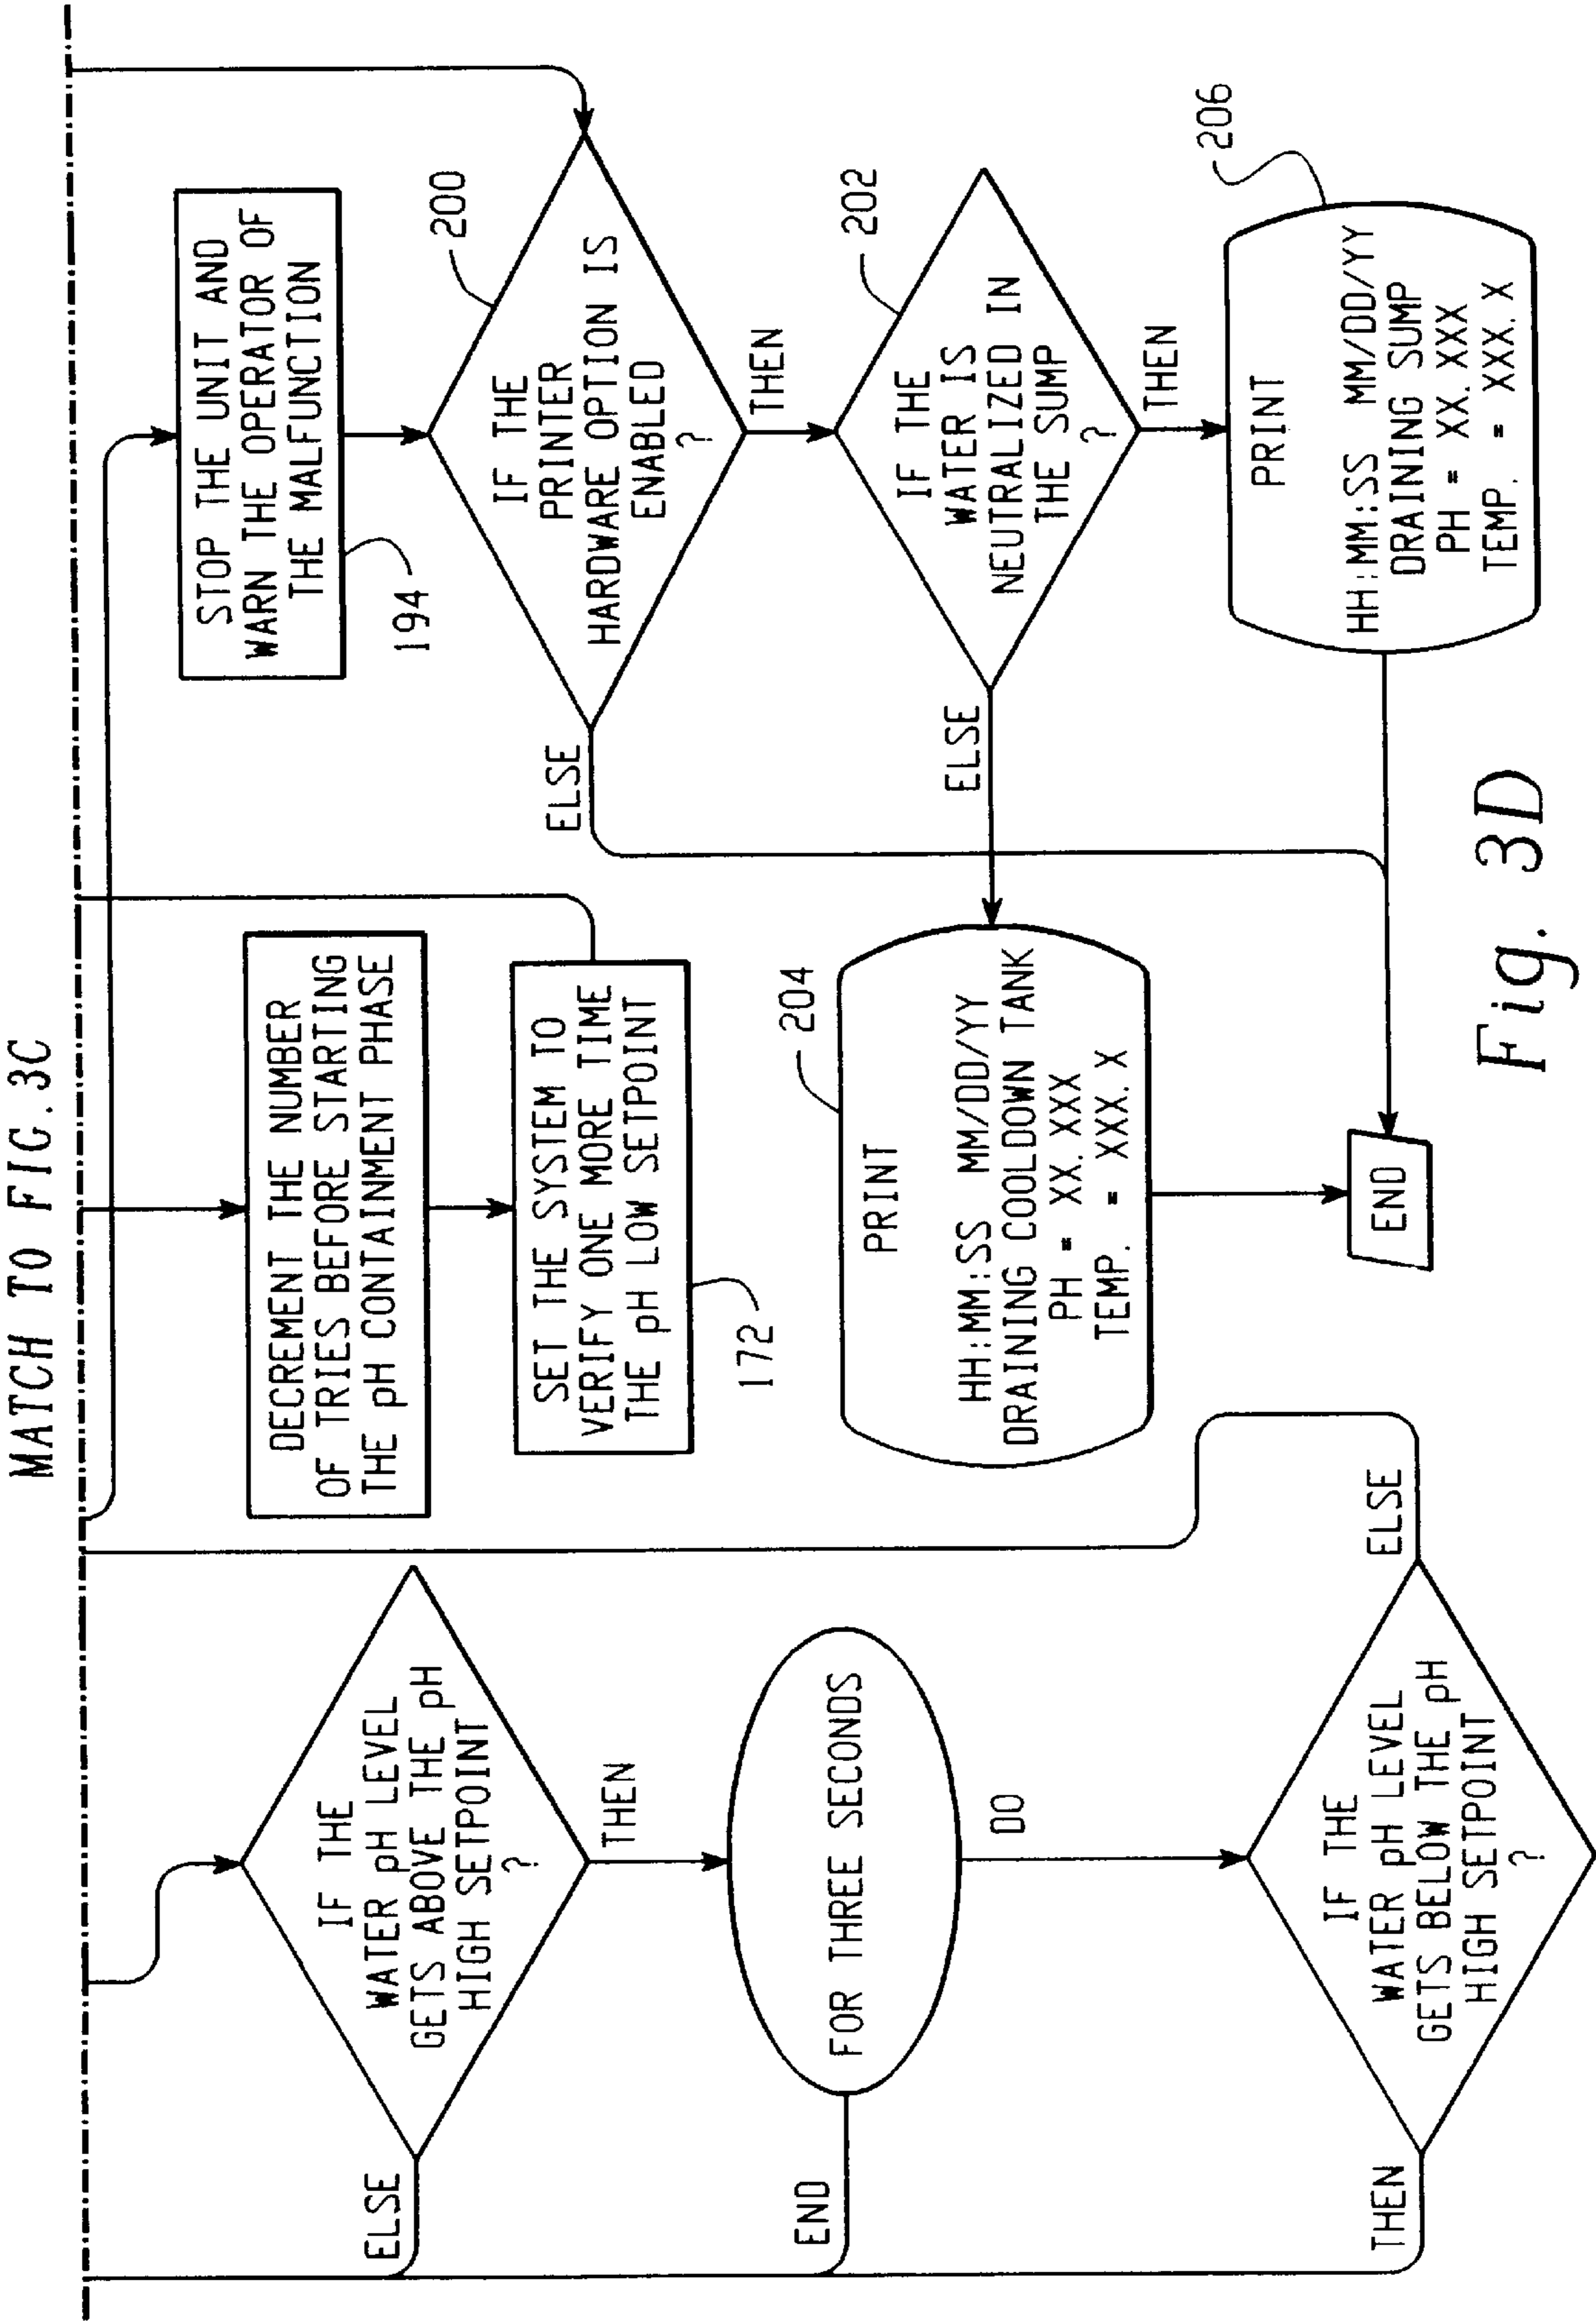 MATCH TO FIG. 3C
IF THE
WATER pH LEVEL
GETS ABOVE THE pH
HIGH SETPOINT
?
ELSE
THEN
FOR THREE SECONDS
END
DO
IF THE
WATER pH LEVEL
GETS BELOW THE pH
HIGH SETPOINT
?
THEN
ELSE
DECREMENT THE NUMBER
OF TRIES BEFORE STARTING
THE pH CONTAINMENT PHASE
SET THE SYSTEM TO
VERIFY ONE MORE TIME
THE pH LOW SETPOINT
172
204
PRINT
HH:MM:SS MM/DD/YY
DRAINING COOLDOWN TANK
PH = XX.XXX
TEMP. = XXX.X
END
STOP THE UNIT AND
WARN THE OPERATOR OF
THE MALFUNCTION
194
200
IF THE
PRINTER
HARDWARE OPTION IS
ENABLED
?
ELSE
THEN
202
IF THE
WATER IS
NEUTRALIZED IN
THE SUMP
?
ELSE
THEN
206
PRINT
HH:MM:SS MM/DD/YY
DRAINING SUMP
PH = XX.XXX
TEMP. = XXX.X
Fig. 3D